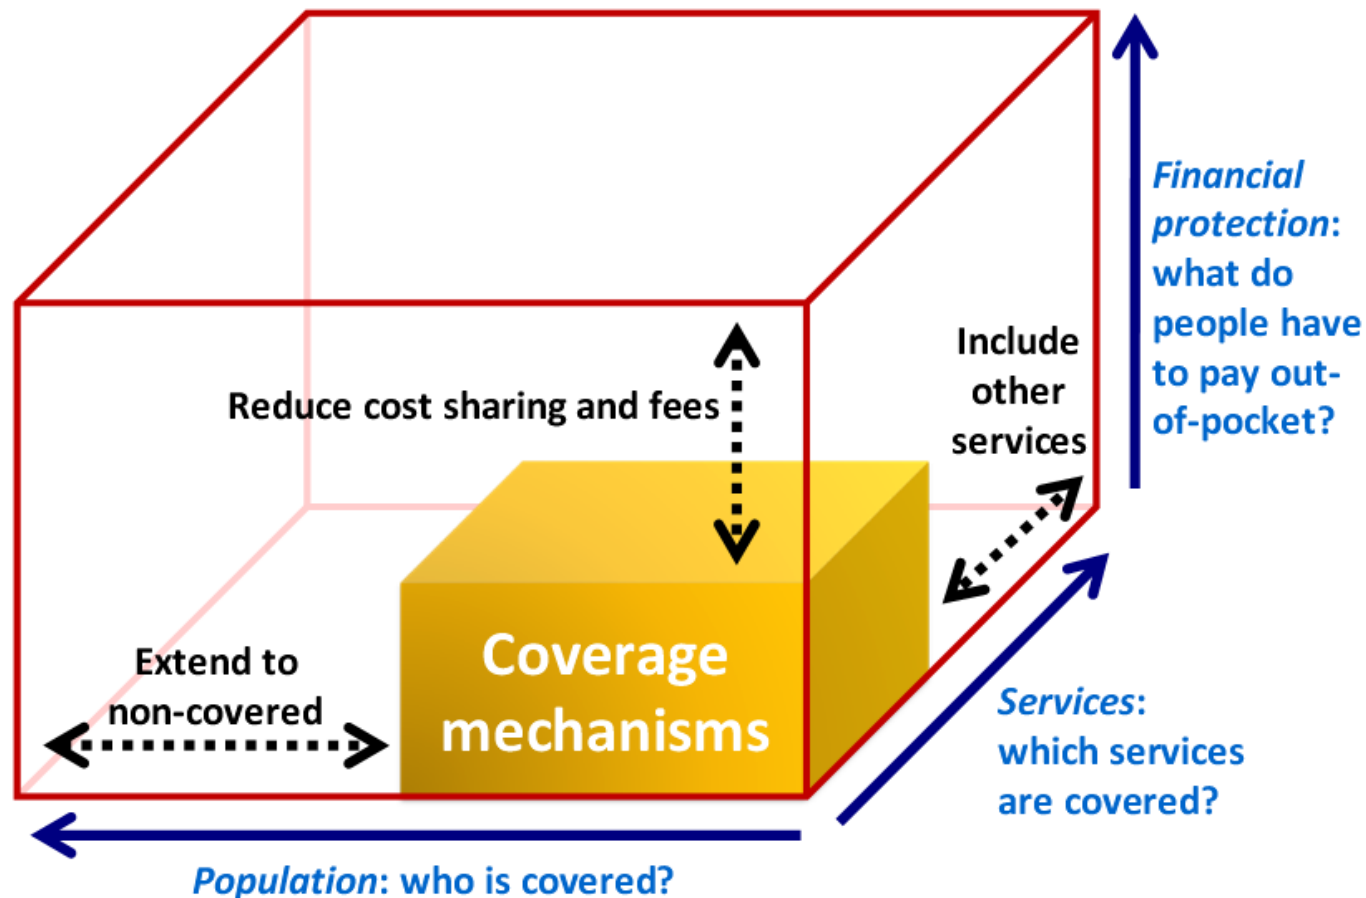 Financial
protection:
what do
people have
to pay out-
of-pocket?
Include
other
services
Reduce cost sharing and fees
Coverage
mechanisms
Extend to
non-covered
Services:
which services
are covered?
Population: who is covered?